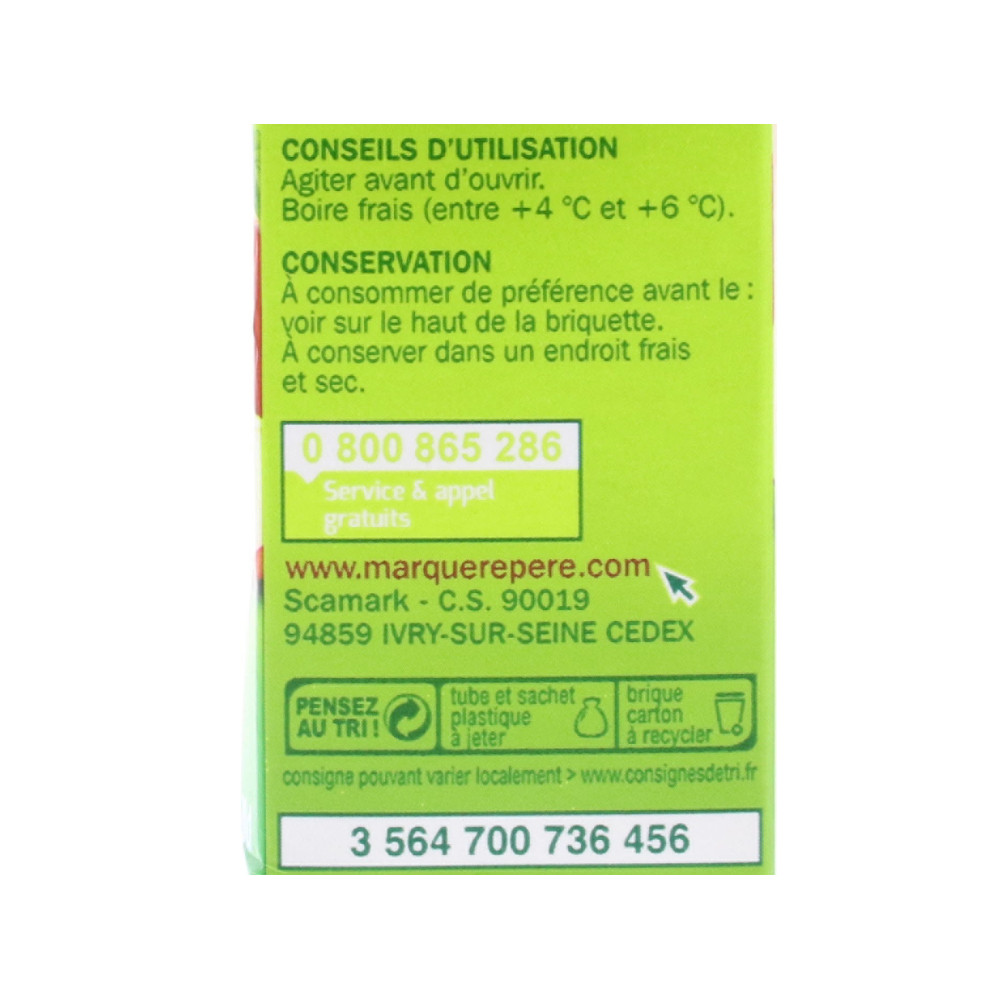 CONSEILS D'UTILISATION
Agiter avant d'ouvrir.
Boire frais (entre +4 °C et +6 °C).
CONSERVATION
À consommer de préférence avant le :
voir sur le haut de la briquette.
À conserver dans un endroit frais
et sec.
0 800 865 286
Service & appel
gratuits
www.marquerepere.com
Scamark - C.S. 90019
94859 IVRY-SUR-SEINE CEDEX
PENSEZ
AU TRI !
tube et sachet
plastique
à jeter
brique
carton
à recycler
consigne pouvant varier localement > www.consignesdetri.fr
3 564 700 736 456